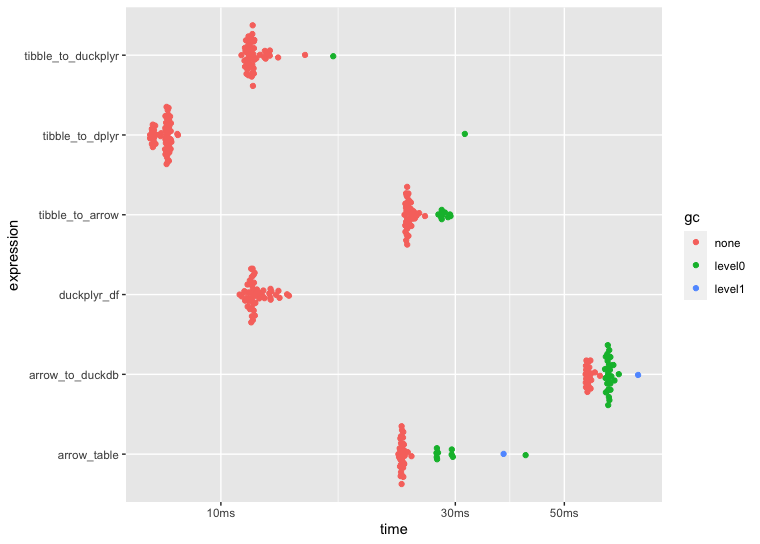 expression
tibble_to_duckplyr
tibble_to_dplyr
tibble_to_arrow
duckplyr_df
arrow_to_duckdb
arrow_table
10ms
30ms
50ms
time
gc
none
level0
level1